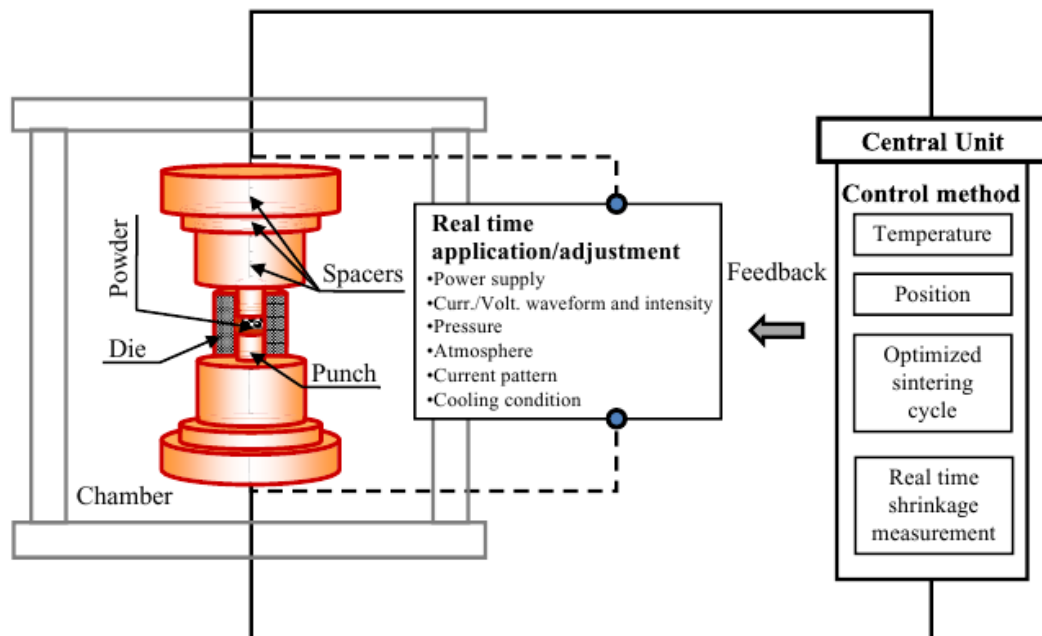 Powder
Die
Spacers
Punch
Chamber
Real time
application/adjustment
•Power supply
•Curr./Volt. waveform and intensity
•Pressure
•Atmosphere
•Current pattern
•Cooling condition
Feedback
Central Unit
Control method
Temperature
Position
Optimized
sintering
cycle
Real time
shrinkage
measurement